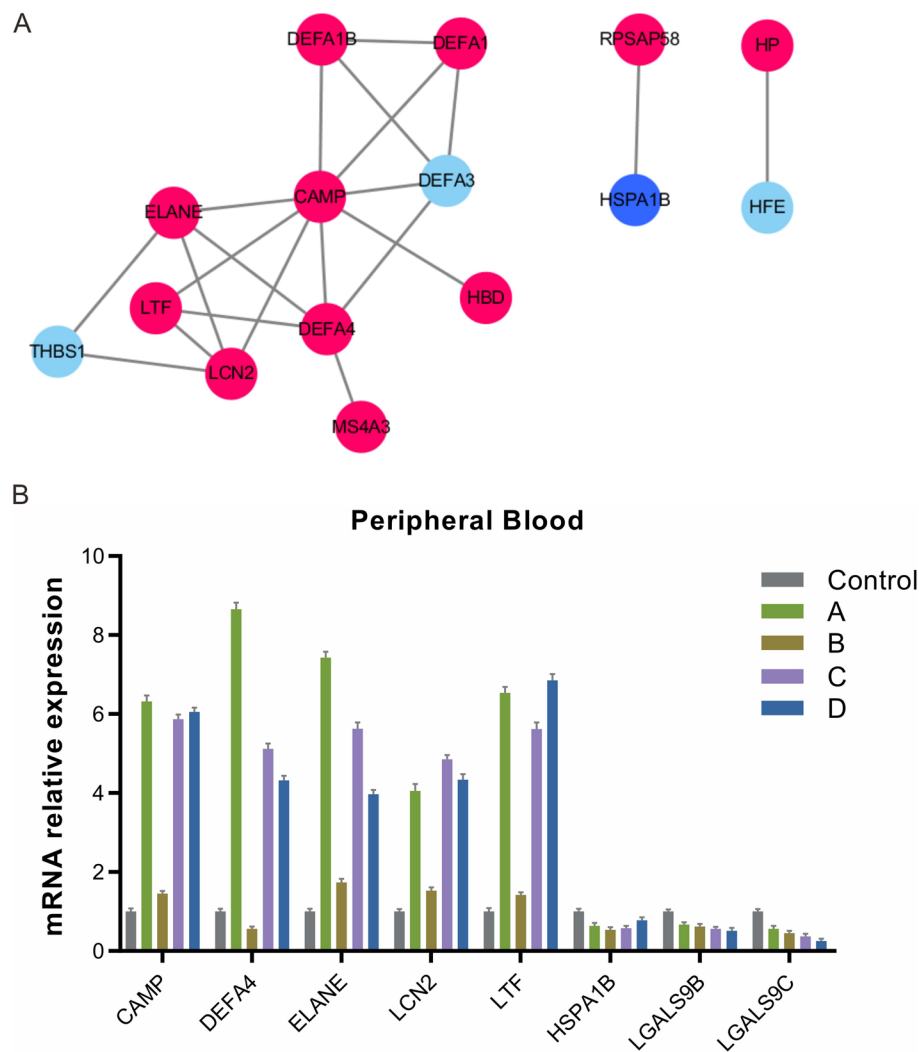 A
DEFA1B
DEFA1
RPSAP58
HP
DEFA3
CAMP
ELANE
HSPA1B
HFE
LTF
HBD
DEFA4
THBS1
LCN2
MS4A3
B
Peripheral Blood
mRNA relative expression
10
8
6
4
2
0
Control
A
B
C
D
CAMP
DEFA4
ELANE
LCN2
LTF
HSPA1B
LGALS9B
LGALS9C